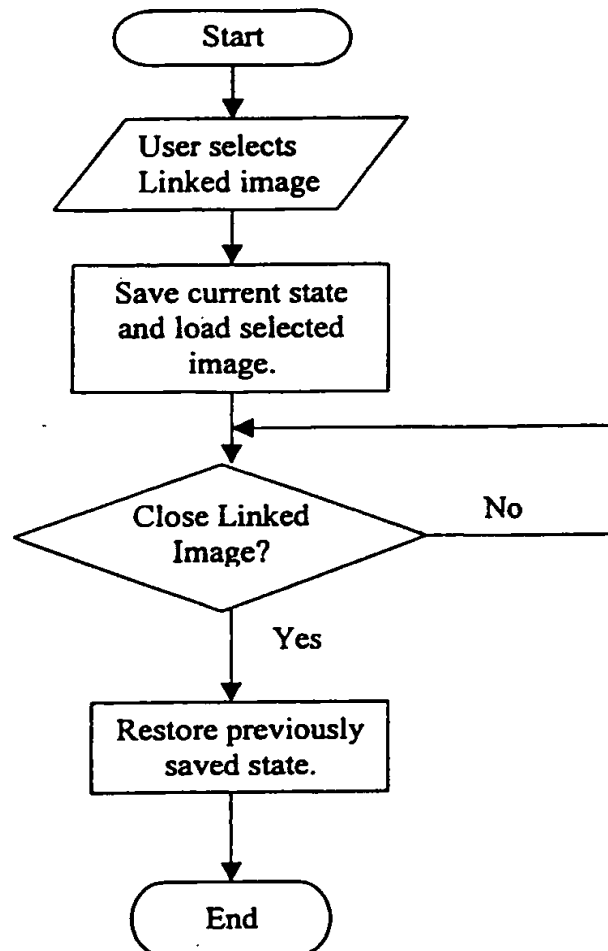 Start
User selects
Linked image
Save current state
and load selected
image.
Close Linked
Image?
No
Yes
Restore previously
saved state.
End